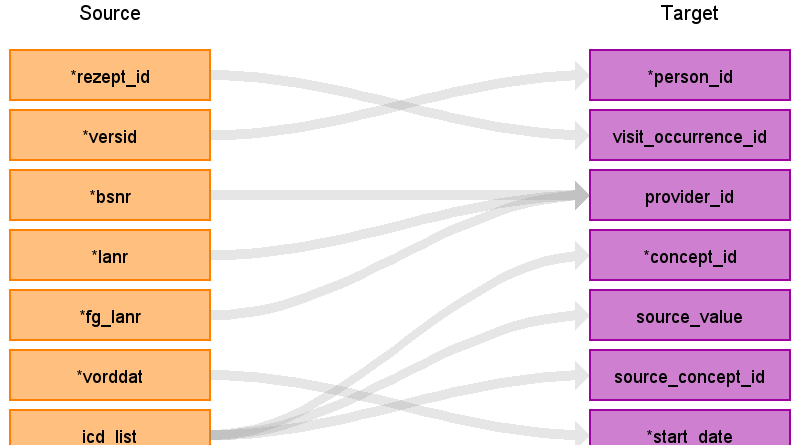 Source Target
*rezept_id *person_id
*versid visit_occurrence_id
*bsnr provider_id
*lanr *concept_id
*fg_lanr source_value
*vorddat source_concept_id
icd_list *start_date